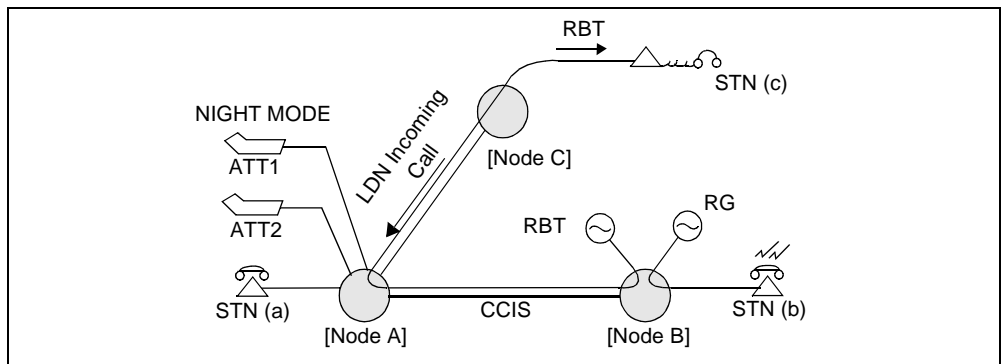 RBT
STN (c)
NIGHT MODE
ATT1
LDN Incoming
Call
[Node C]
ATT2
RBT
RG
STN (a)
CCIS
STN (b)
[Node A]
[Node B]